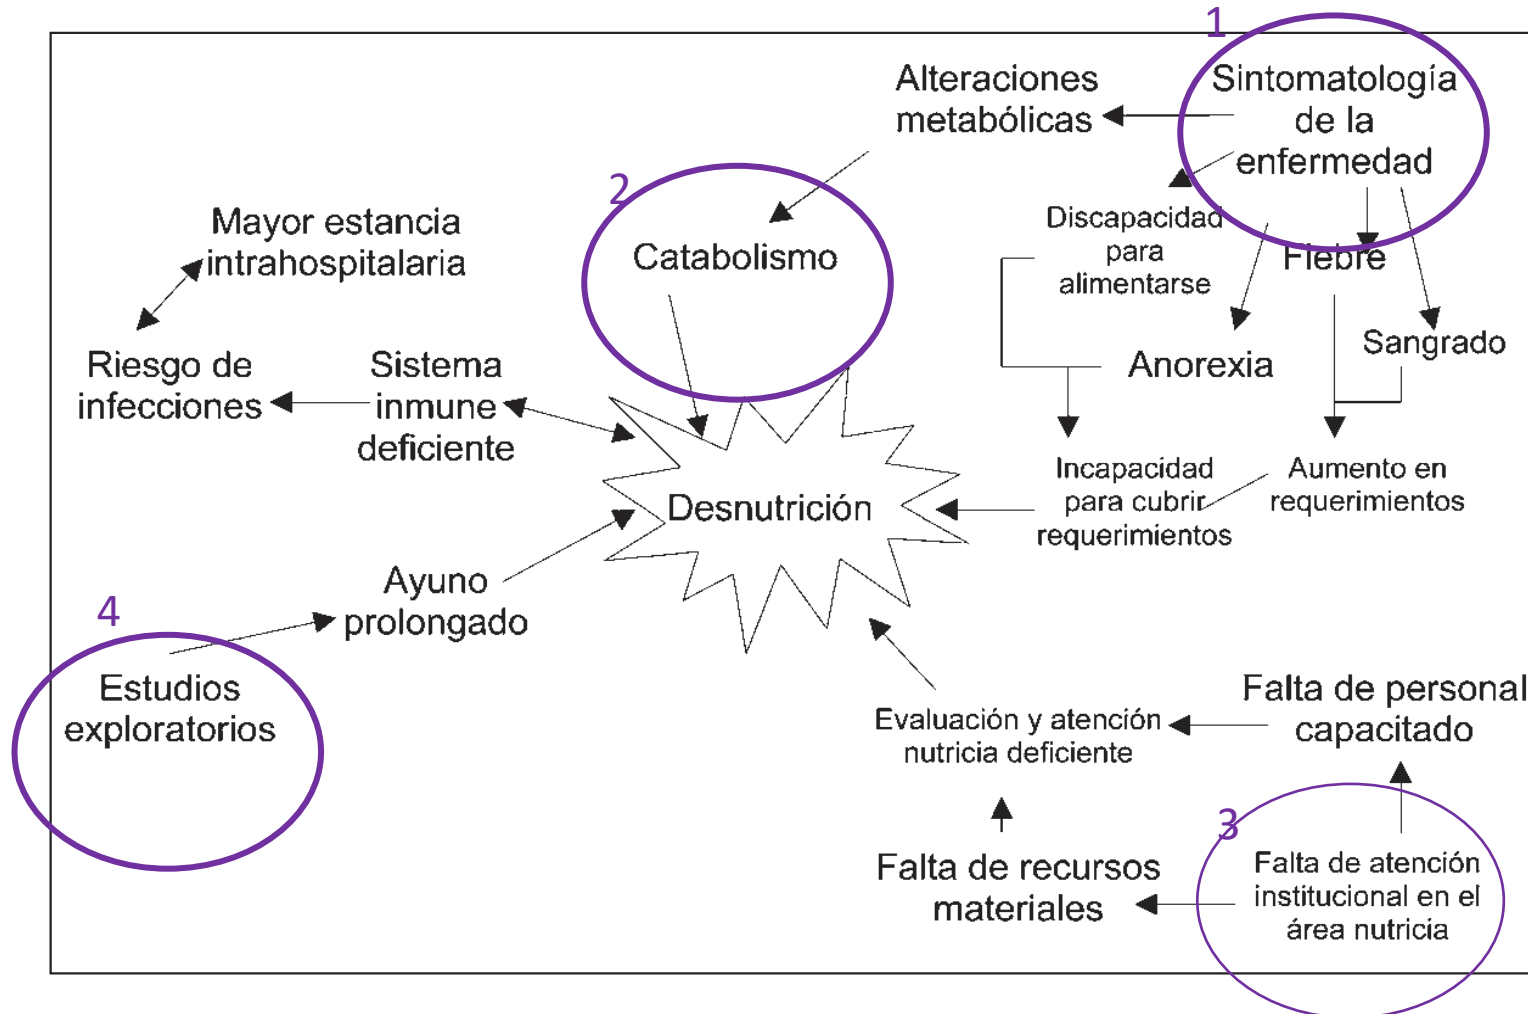 1
Alteraciones
metabólicas
Sintomatología
de la
enfermedad
2
Mayor estancia
intrahospitalaria
Catabolismo
Discapacidad
para
alimentarse
Fiebre
Riesgo de
infecciones
Sistema
inmune
deficiente
Anorexia
Sangrado
Desnutrición
Incapacidad
para cubrir
requerimientos
Aumento en
requerimientos
4
Ayuno
prolongado
Estudios
exploratorios
Evaluación y atención
nutricia deficiente
Falta de personal
capacitado
3
Falta de recursos
materiales
Falta de atención
institucional en el
área nutricia